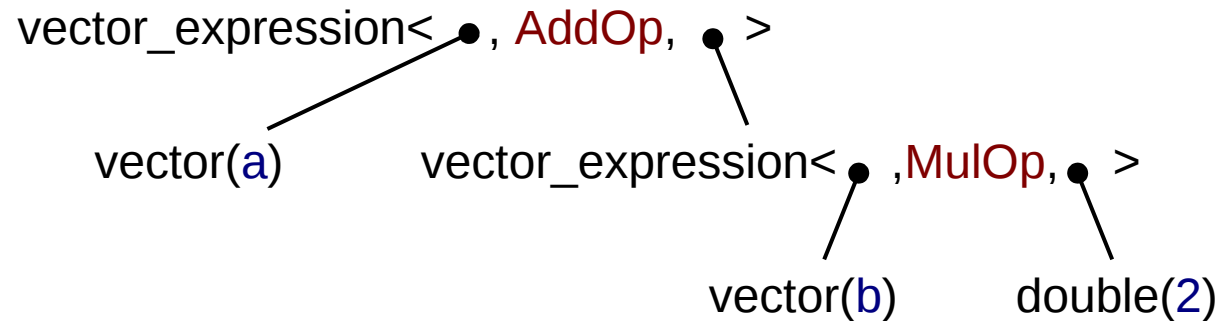 vector_expression< , AddOp, >
vector(a) vector_expression< ,MulOp, >
vector(b) double(2)